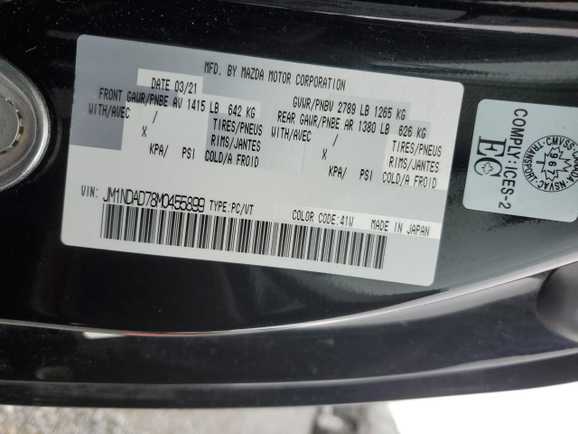 MFD. BY MAZDA MOTOR CORPORATION
DATE 03/21
GVWR/PNBV 2789 LB 1265 KG
FRONT GAWR/PNBE AV 1415 LB 642 KG
REAR GAWR/PNBE AR 1380 LB 626 KG
WITH/AVEC / TIRES/PNEUS
X RIMS/JANTES
KPA/ PSI COLD/A FROID
WITH/AVEC / TIRES/PNEUS
X RIMS/JANTES
KPA/ PSI COLD/A FROID
VIN: JM1NDAD78M0455899 TYPE:PC/VT
COLOR CODE:41W MADE IN JAPAN
COMPLY: ICES-2
EC
CMVSS
967